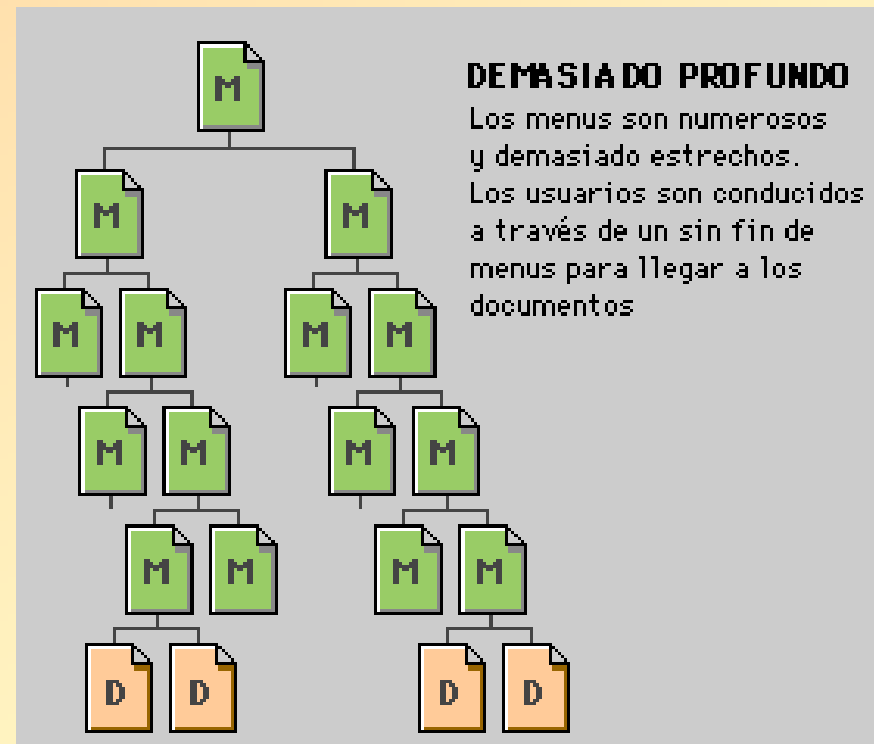 M
DEMASIADO PROFUNDO
Los menus son numerosos
y demasiado estrechos.
Los usuarios son conducidos
a través de un sin fin de
menus para llegar a los
documentos
M M
M M M M
M M M M
M M M M
D D D D